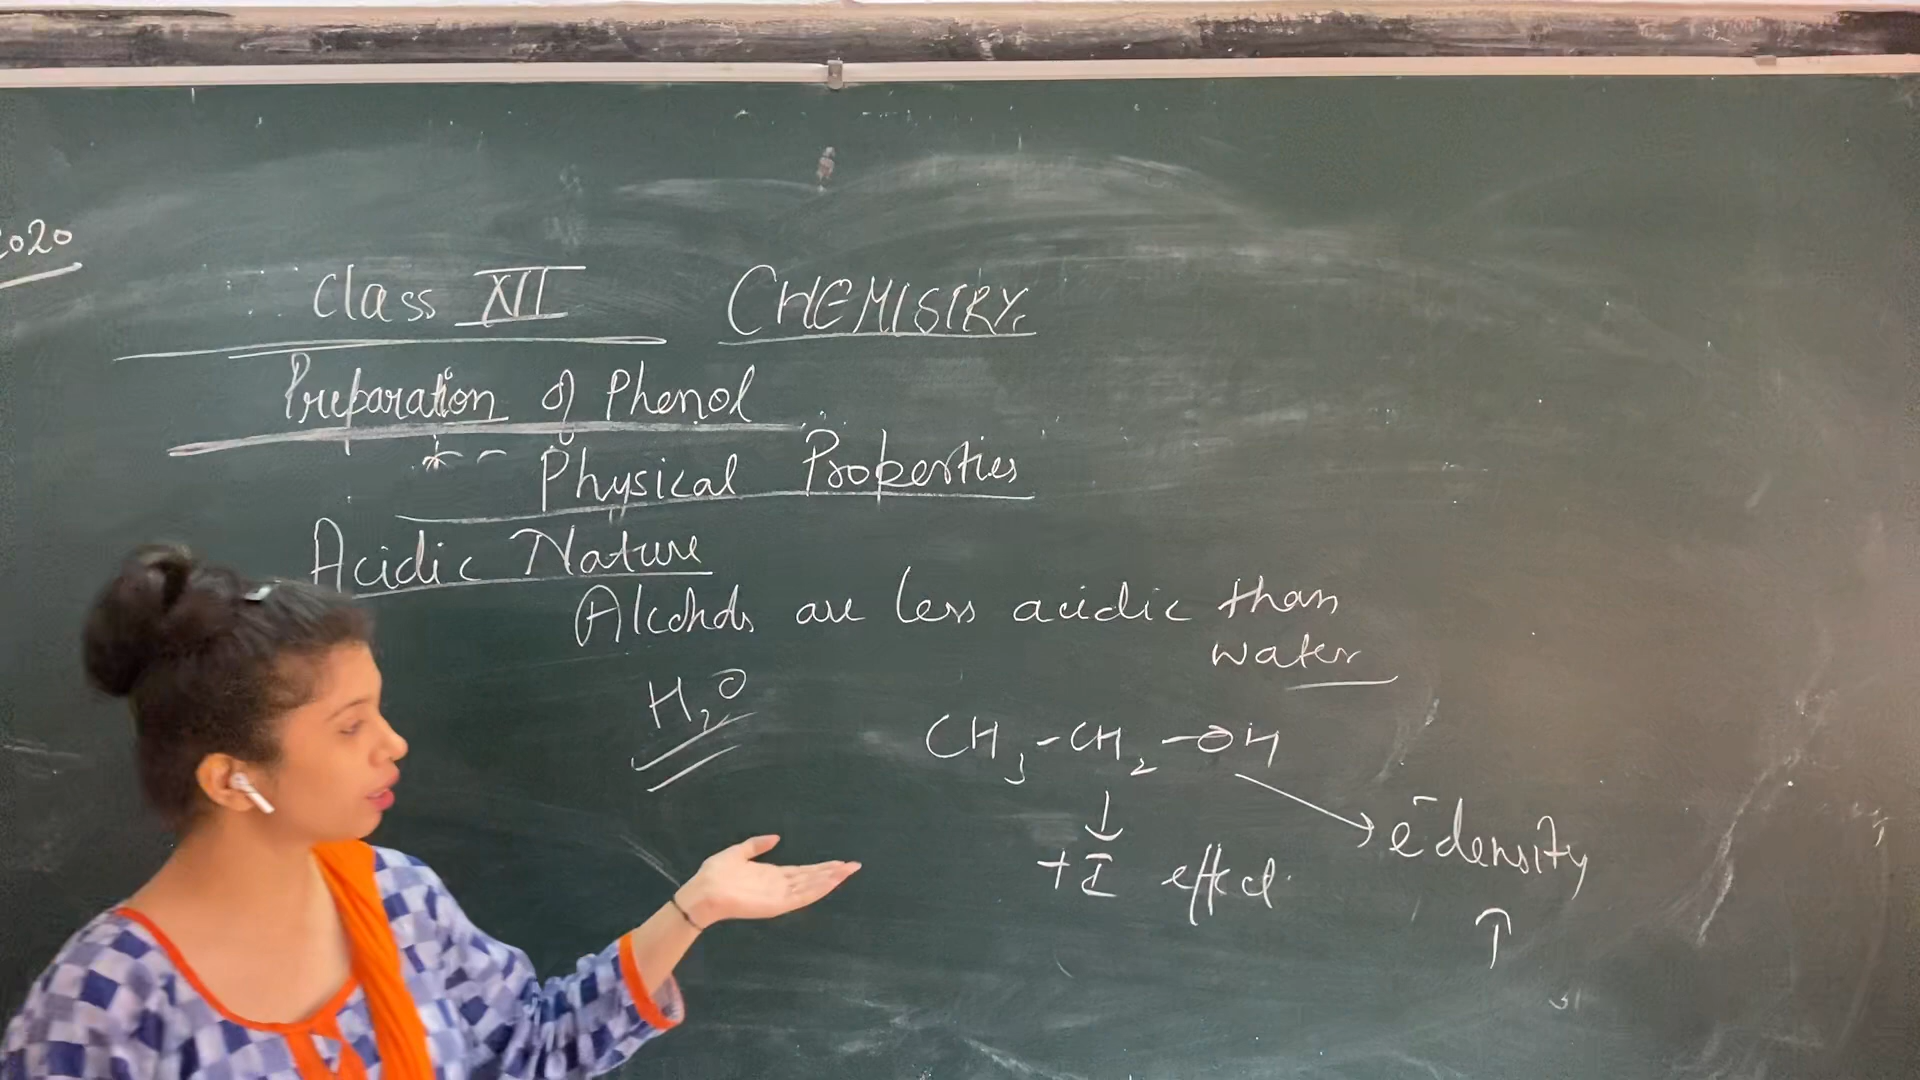 2020
Class XII CHEMISTRY
Preparation of Phenol
Physical Properties
Acidic Nature
Alcohols are less acidic than
water
H2O
CH3-CH2-OH
↓
e- density
+I effect
↑